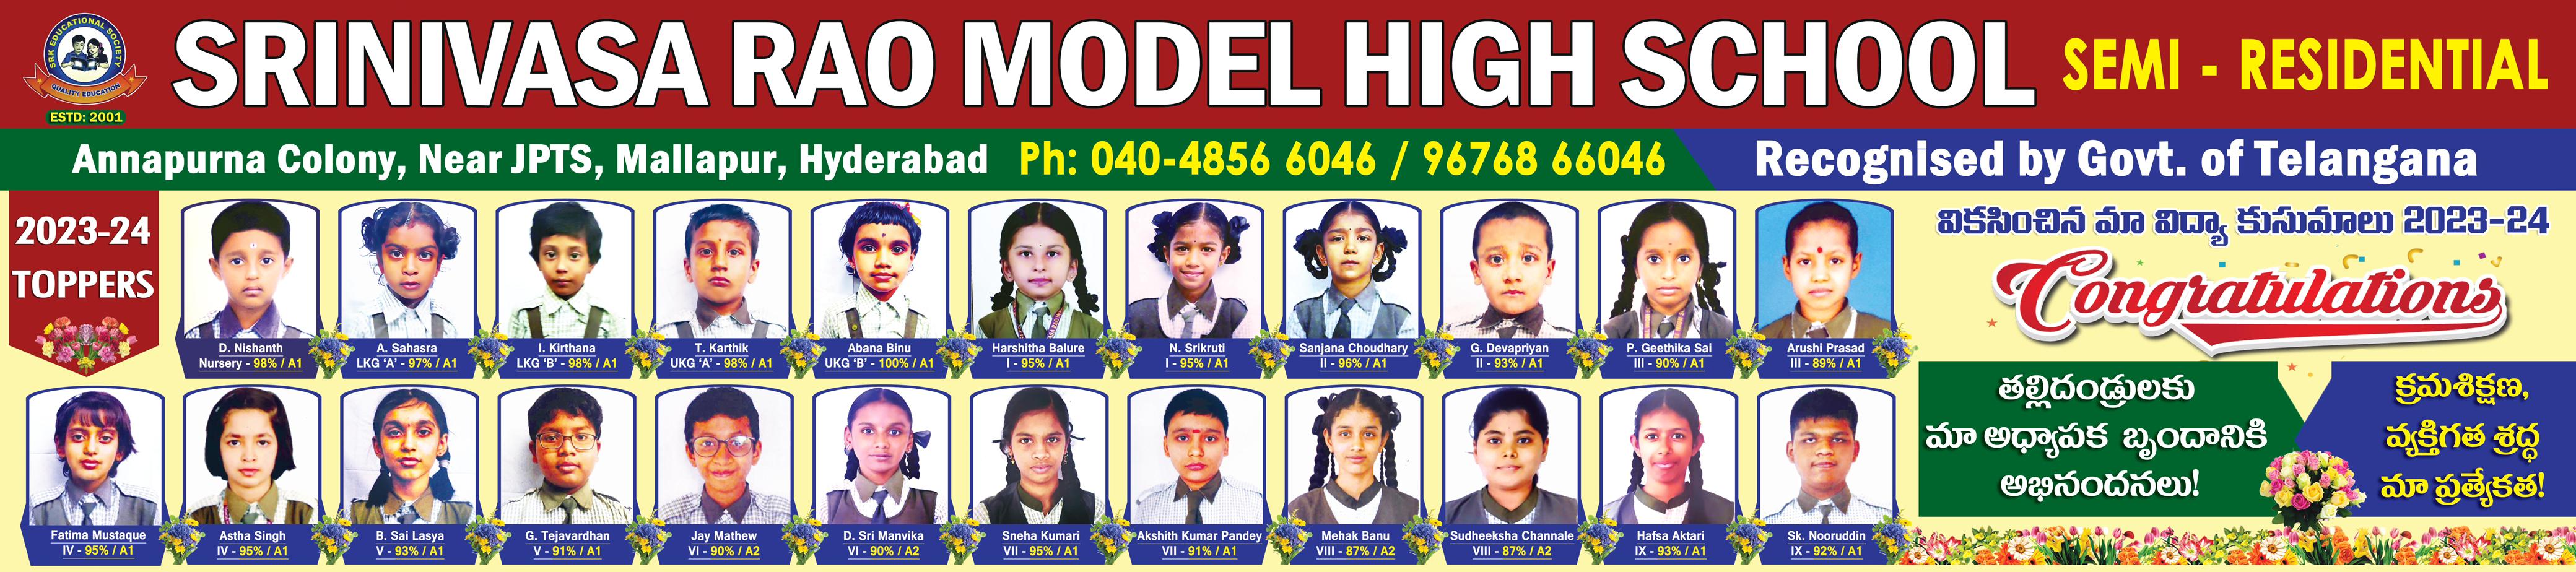 SRK EDUCATIONAL SOCIETY
QUALITY EDUCATION
ESTD: 2001
SRINIVASA RAO MODEL HIGH SCHOOL SEMI - RESIDENTIAL
Annapurna Colony, Near JPTS, Mallapur, Hyderabad Ph: 040-4856 6046 / 96768 66046 Recognised by Govt. of Telangana
2023-24
TOPPERS
D. Nishanth
Nursery - 98% / A1
A. Sahasra
LKG 'A' - 97% / A1
I. Kirthana
LKG 'B' - 98% / A1
T. Karthik
UKG 'A' - 98% / A1
Abana Binu
UKG 'B' - 100% / A1
Harshitha Balure
I - 95% / A1
N. Srikruti
I - 95% / A1
Sanjana Choudhary
II - 96% / A1
G. Devapriyan
II - 93% / A1
P. Geethika Sai
III - 90% / A1
Arushi Prasad
III - 89% / A1
Fatima Mustaque
IV - 95% / A1
Astha Singh
IV - 95% / A1
B. Sai Lasya
V - 93% / A1
G. Tejavardhan
V - 91% / A1
Jay Mathew
VI - 90% / A2
D. Sri Manvika
VI - 90% / A2
Sneha Kumari
VII - 95% / A1
Akshith Kumar Pandey
VII - 91% / A1
Mehak Banu
VIII - 87% / A2
Sudheeksha Channale
VIII - 87% / A2
Hafsa Aktari
IX - 93% / A1
Sk. Nooruddin
IX - 92% / A1
వికసించిన మా విద్యా కుసుమాలు 2023-24
Congratulations
తల్లిదండ్రులకు
మా అధ్యాపక బృందానికి
అభినందనలు!
క్రమశిక్షణ,
వ్యక్తిగత శ్రద్ధ
మా ప్రత్యేకత!